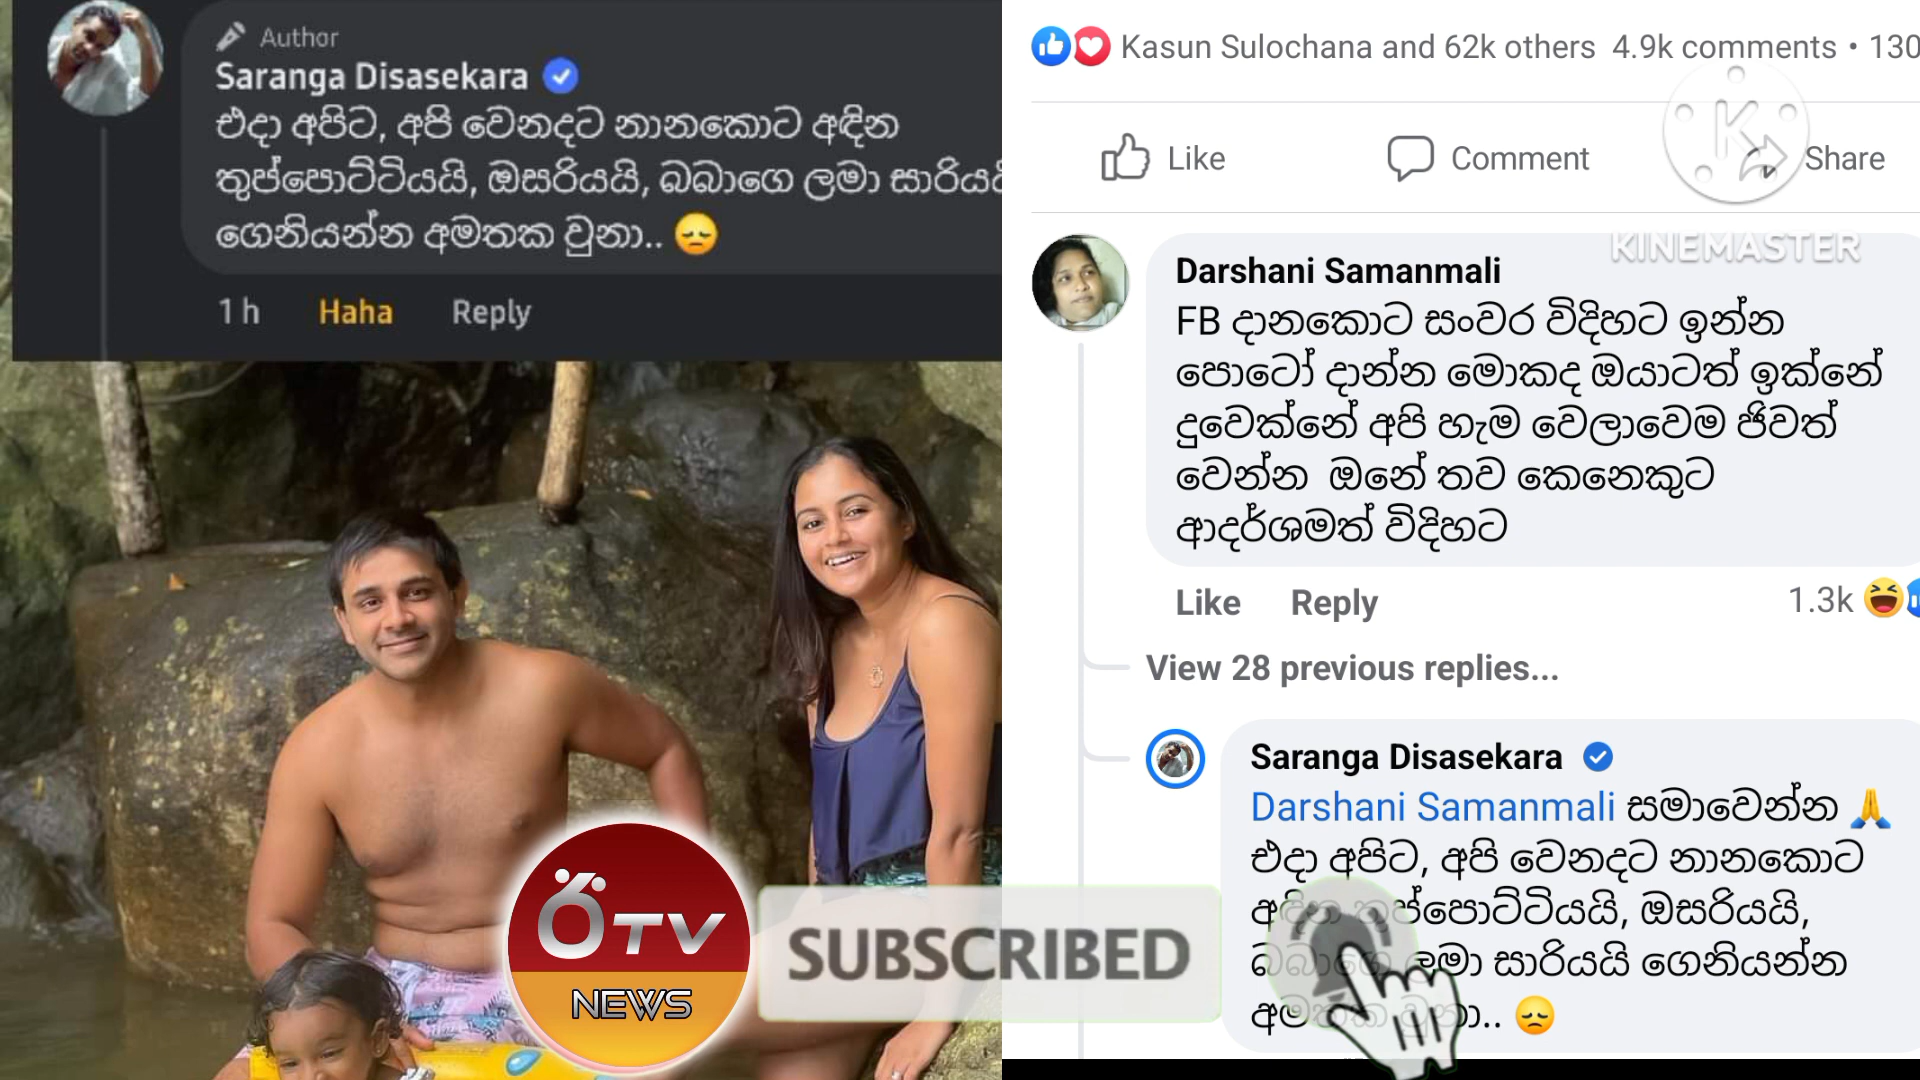 Author
Saranga Disasekara
එදා අපිට, අපි වෙනදට නානකොට අඳින
තුප්පොට්ටියයි, ඔසරියයි, බබාගෙ ලමා සාරියයි
ගෙනියන්න අමතක වුනා.. 😞
1 h Haha Reply
Kasun Sulochana and 62k others 4.9k comments • 130
Like Comment Share
KINEMASTER
Darshani Samanmali
FB දානකොට සංවර විදිහට ඉන්න
පොටෝ දාන්න මොකද ඔයාටත් ඉක්නේ
දුවෙක්නේ අපි හැම වෙලාවෙම ජිවත්
වෙන්න ඔනේ තව කෙනෙකුට
ආදර්ශමත් විදිහට
Like Reply 1.3k
View 28 previous replies...
Saranga Disasekara
Darshani Samanmali සමාවෙන්න 🙏
එදා අපිට, අපි වෙනදට නානකොට
අඳින තුප්පොට්ටියයි, ඔසරියයි,
බබාගෙ ලමා සාරියයි ගෙනියන්න
අමතක වුනා.. 😞
ŐTV
NEWS
SUBSCRIBED